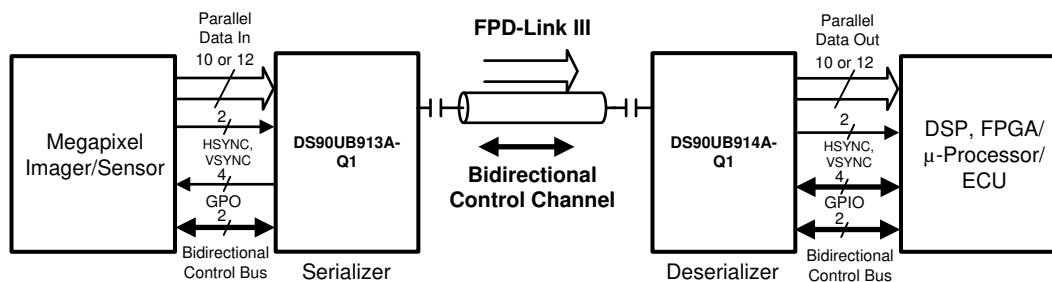 Parallel
Data In
10 or 12
2
HSYNC,
VSYNC
4
GPO
2
Bidirectional
Control Bus
Megapixel
Imager/Sensor
DS90UB913A-
Q1
Serializer
FPD-Link III
Bidirectional
Control Channel
DS90UB914A-
Q1
Deserializer
Parallel
Data Out
10 or 12
2
HSYNC,
VSYNC
4
GPIO
2
Bidirectional
Control Bus
DSP, FPGA/
µ-Processor/
ECU